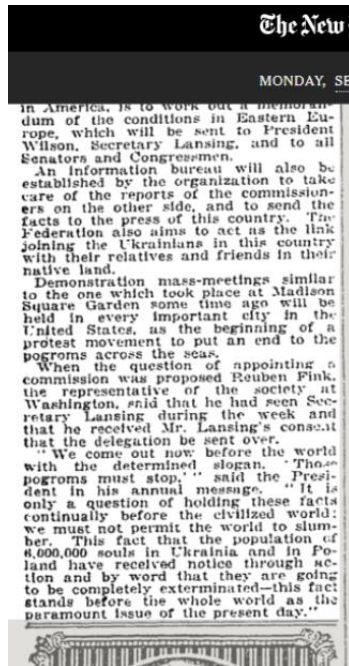 The New
MONDAY, SE
in America, is to work out a memoran-
dum of the conditions in Eastern Eu-
rope, which will be sent to President
Wilson, Secretary Lansing, and to all
Senators and Congressmen.
An information bureau will also be
established by the organization to take
care of the reports of the commission-
ers on the other side, and to send the
facts to the press of this country. The
Federation also aims to act as the link
joining the Ukrainians in this country
with their relatives and friends in their
native land.
Demonstration mass-meetings similar
to the one which took place at Madison
Square Garden some time ago will be
held in every important city in the
United States, as the beginning of a
protest movement to put an end to the
pogroms across the seas.
When the question of appointing a
commission was proposed Reuben Fink,
the representative of the society at
Washington, said that he had seen Sec-
retary Lansing during the week and
that he received Mr. Lansing's consent
that the delegation be sent over.
" We come out now before the world
with the determined slogan, ' Those
pogroms must stop,' " said the Presi-
dent in his annual message. " It is
only a question of holding these facts
continually before the civilized world:
we must not permit the world to slum-
ber. This fact that the population of
6,000,000 souls in Ukrainia and in Po-
land have received notice through ac-
tion and by word that they are going
to be completely exterminated—this fact
stands before the whole world as the
paramount issue of the present day."